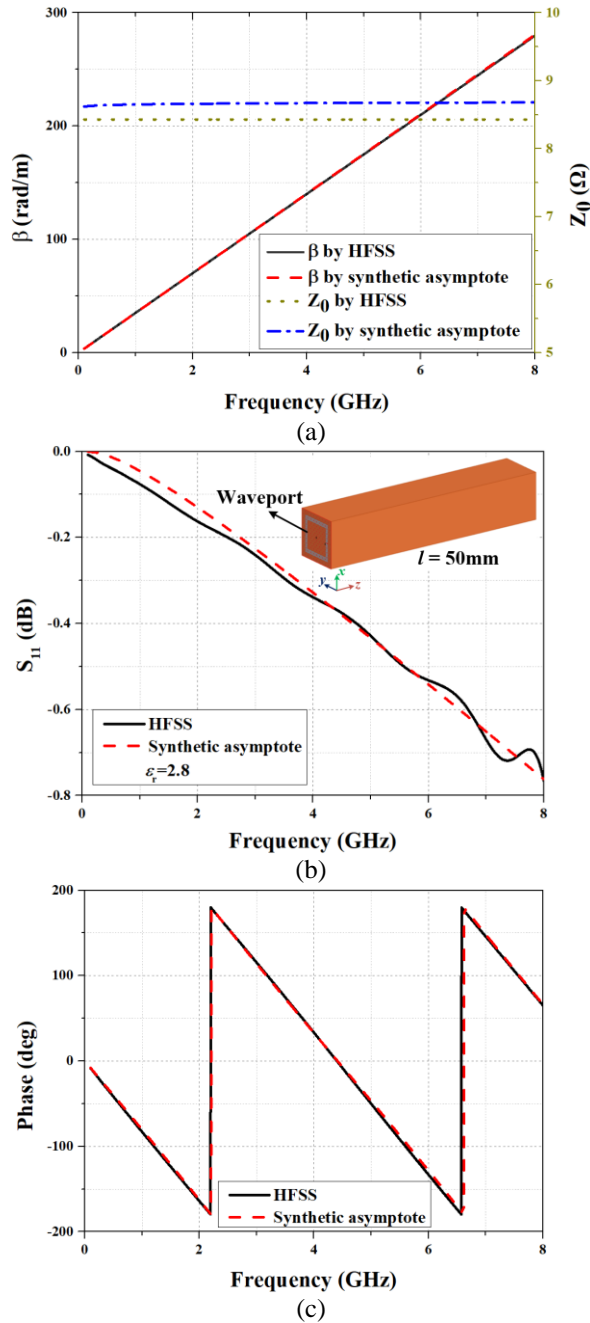 300
200
100
0
10
9
8
7
6
5
β (rad/m)
Z0 (Ω)
β by HFSS
β by synthetic asymptote
Z0 by HFSS
Z0 by synthetic asymptote
0 2 4 6 8
Frequency (GHz)
(a)
0.0
-0.2
-0.4
-0.6
-0.8
S11 (dB)
Waveport
l = 50mm
x
y
z
HFSS
Synthetic asymptote
εr=2.8
0 2 4 6 8
Frequency (GHz)
(b)
200
100
0
-100
-200
Phase (deg)
HFSS
Synthetic asymptote
0 2 4 6 8
Frequency (GHz)
(c)